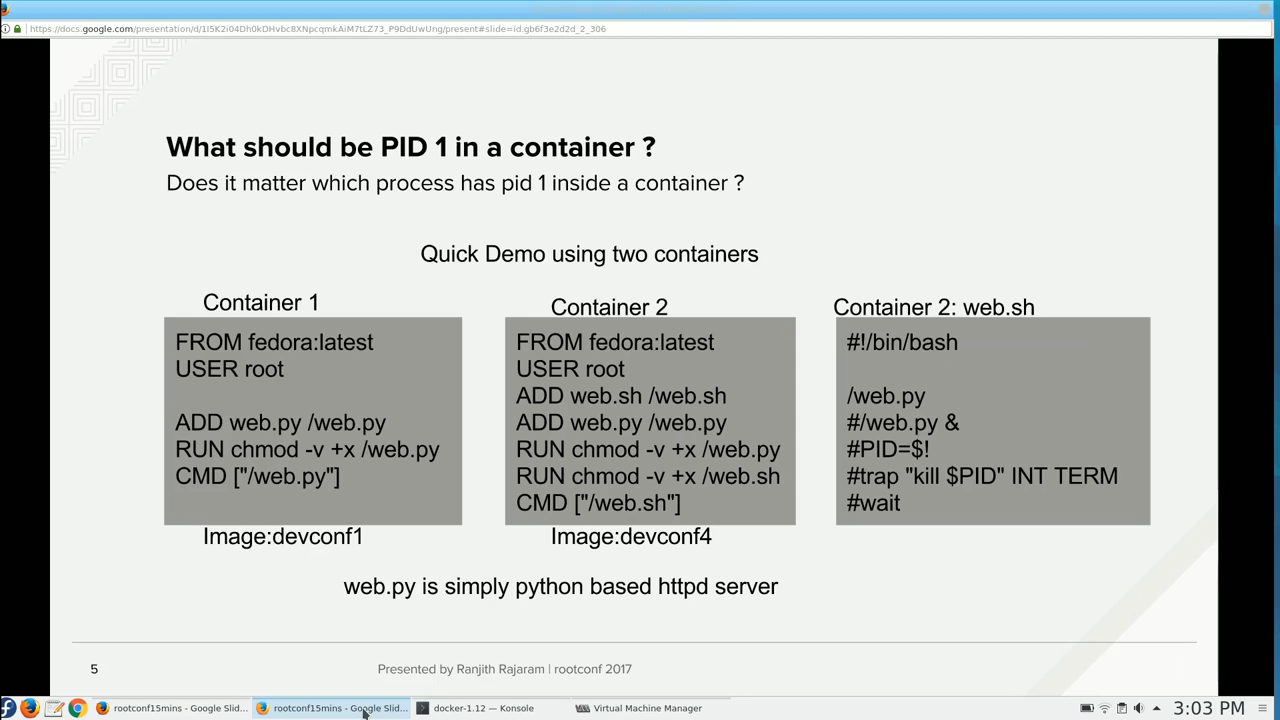 https://docs.google.com/presentation/d/1I5K2i04Dh0kDHvbcBXNpcqmkAiM7tLZ73_P9DdUwUng/present#slide=id.gb6f3e2d2d_2_306
What should be PID 1 in a container ?
Does it matter which process has pid 1 inside a container ?
Quick Demo using two containers
Container 1
FROM fedora:latest
USER root
ADD web.py /web.py
RUN chmod -v +x /web.py
CMD ["/web.py"]
Image:devconf1
Container 2
FROM fedora:latest
USER root
ADD web.sh /web.sh
ADD web.py /web.py
RUN chmod -v +x /web.py
RUN chmod -v +x /web.sh
CMD ["/web.sh"]
Image:devconf4
Container 2: web.sh
#!/bin/bash
/web.py
#/web.py &
#PID=$!
#trap "kill $PID" INT TERM
#wait
web.py is simply python based httpd server
5
Presented by Ranjith Rajaram | rootconf 2017
rootconf15mins - Google Slid...
rootconf15mins - Google Slid...
docker-1.12 — Konsole
Virtual Machine Manager
3:03 PM